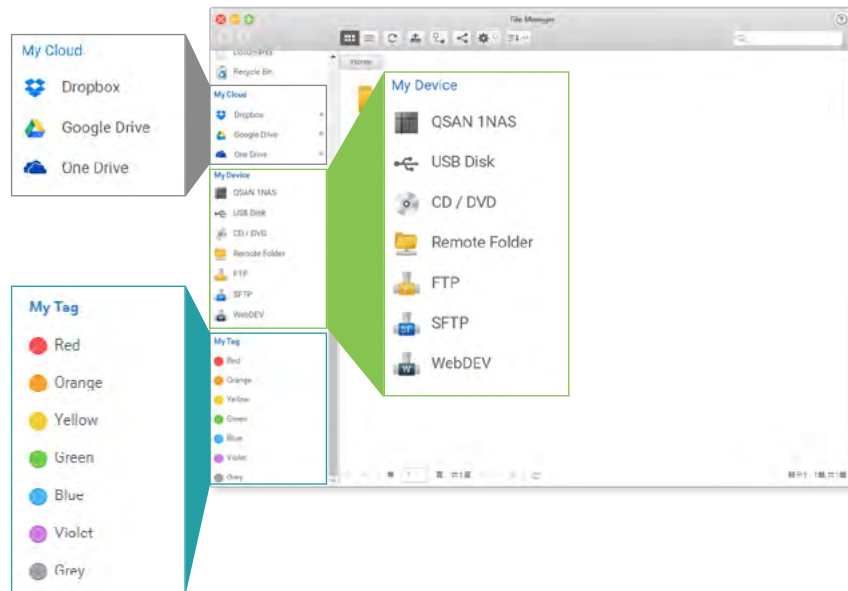 File Manager
My Cloud
Dropbox
Google Drive
One Drive
Documents
Recycle Bin
My Cloud
Dropbox
Google Drive
One Drive
My Device
QSAN 1NAS
USB Disk
CD / DVD
Remote Folder
FTP
SFTP
WebDEV
My Tag
Red
Orange
Yellow
Green
Blue
Violet
Grey
Home
My Device
QSAN 1NAS
USB Disk
CD / DVD
Remote Folder
FTP
SFTP
WebDEV
My Tag
Red
Orange
Yellow
Green
Blue
Violet
Grey